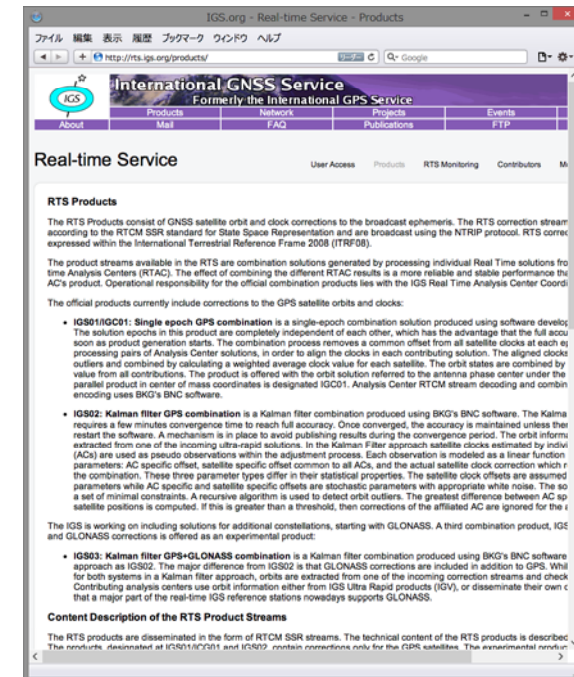 IGS.org - Real-time Service - Products
ファイル 編集 表示 履歴 ブックマーク ウインドウ ヘルプ
http://rts.igs.org/products/
リーダー
Google
IGS
International GNSS Service
Formerly the International GPS Service
Products Network Projects Events
About Mail FAQ Publications FTP
Real-time Service
User Access Products RTS Monitoring Contributors
RTS Products
The RTS Products consist of GNSS satellite orbit and clock corrections to the broadcast ephemeris. The RTS correction stream
according to the RTCM SSR standard for State Space Representation and are broadcast using the NTRIP protocol. RTS correc
expressed within the International Terrestrial Reference Frame 2008 (ITRF08).
The product streams available in the RTS are combination solutions generated by processing individual Real Time solutions fro
time Analysis Centers (RTAC). The effect of combining the different RTAC results is a more reliable and stable performance tha
AC's product. Operational responsibility for the official combination products lies with the IGS Real Time Analysis Center Coordi
The official products currently include corrections to the GPS satellite orbits and clocks:
• IGS01/IGC01: Single epoch GPS combination is a single-epoch combination solution produced using software develop
The solution epochs in this product are completely independent of each other, which has the advantage that the full accu
soon as product generation starts. The combination process removes a common offset from all satellite clocks at each ep
processing pairs of Analysis Center solutions, in order to align the clocks in each contributing solution. The aligned clocks
outliers and combined by calculating a weighted average clock value for each satellite. The orbit states are combined by
value from all contributions. The product is offered with the orbit solution referred to the antenna phase center under the
parallel product in center of mass coordinates is designated IGC01. Analysis Center RTCM stream decoding and combin
encoding uses BKG's BNC software.
• IGS02: Kalman filter GPS combination is a Kalman filter combination produced using BKG's BNC software. The Kalma
requires a few minutes convergence time to reach full accuracy. Once converged, the accuracy is maintained unless ther
restart the software. A mechanism is in place to avoid publishing results during the convergence period. The orbit informa
extracted from one of the incoming ultra-rapid solutions. In the Kalman Filter approach satellite clocks estimated by indivi
(ACs) are used as pseudo observations within the adjustment process. Each observation is modeled as a linear function
parameters: AC specific offset, satellite specific offset common to all ACs, and the actual satellite clock correction which r
the combination. These three parameter types differ in their statistical properties. The satellite clock offsets are assumed
parameters while AC specific and satellite specific offsets are stochastic parameters with appropriate white noise. The so
a set of minimal constraints. A recursive algorithm is used to detect orbit outliers. The greatest difference between AC sp
satellite positions is computed. If this is greater than a threshold, then corrections of the affiliated AC are ignored for the a
The IGS is working on including solutions for additional constellations, starting with GLONASS. A third combination product, IGS
and GLONASS corrections is offered as an experimental product:
• IGS03: Kalman filter GPS+GLONASS combination is a Kalman filter combination produced using BKG's BNC software
approach as IGS02. The major difference from IGS02 is that GLONASS corrections are included in addition to GPS. Whil
for both systems in a Kalman filter approach, orbits are extracted from one of the incoming correction streams and check
Contributing analysis centers use orbit information either from IGS Ultra Rapid products (IGV), or disseminate their own c
that a major part of the real-time IGS reference stations nowadays supports GLONASS.
Content Description of the RTS Product Streams
The RTS products are disseminated in the form of RTCM SSR streams. The technical content of the RTS products is described
The products, designated at IGS01/ICG01 and IGS02, contain corrections only for the GPS satellites. The experimental produc